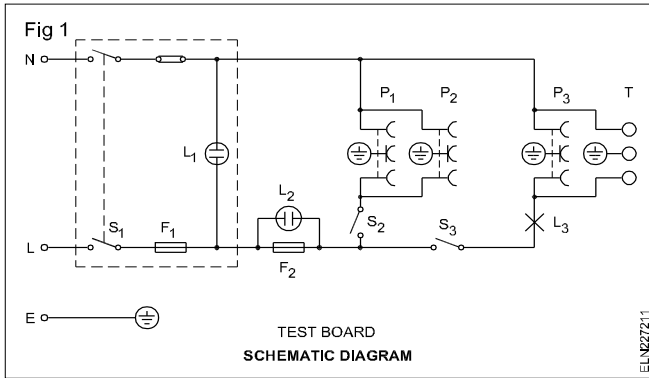 Fig 1
N
P1 P2 P3 T
L1
L2
S1 F1 S2 S3 L3
L
F2
E
TEST BOARD
SCHEMATIC DIAGRAM
ELN227211